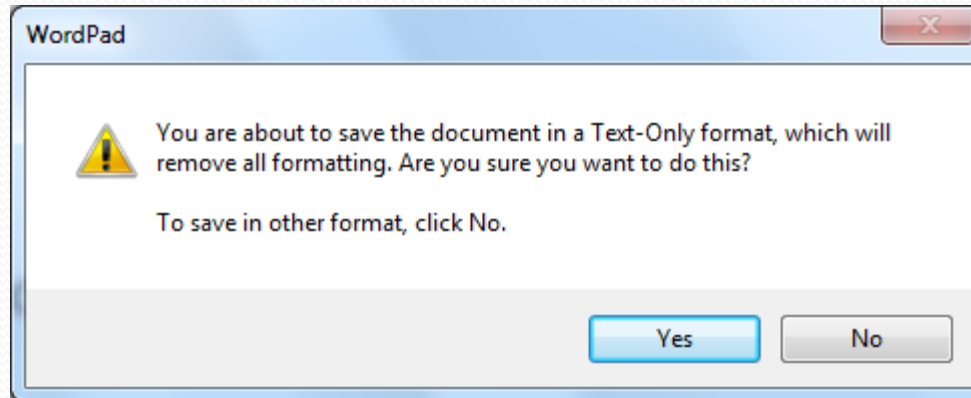 WordPad
You are about to save the document in a Text-Only format, which will
remove all formatting. Are you sure you want to do this?
To save in other format, click No.
Yes
No